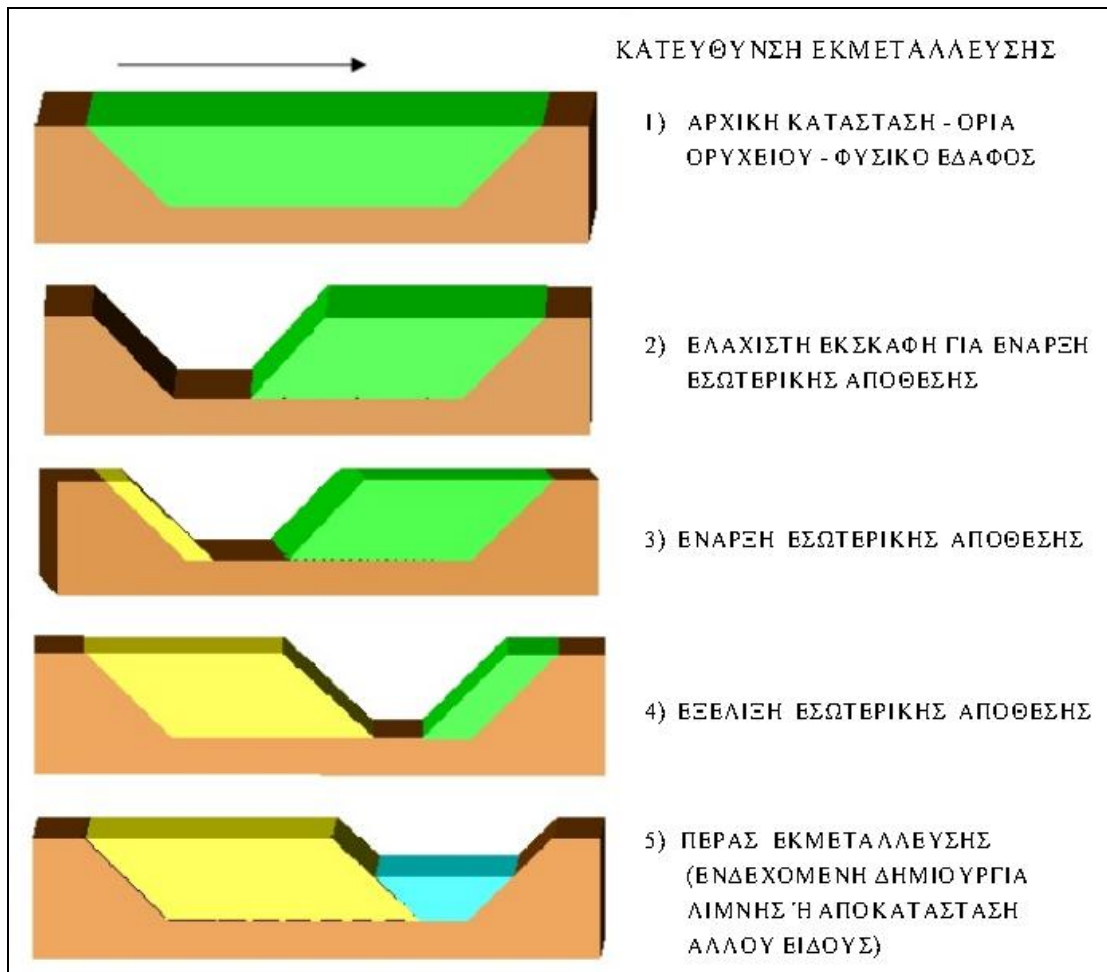 ΚΑΤΕΥΘΥΝΣΗ ΕΚΜΕΤΑΛΛΕΥΣΗΣ
1) ΑΡΧΙΚΗ ΚΑΤΑΣΤΑΣΗ - ΟΡΙΑ
ΟΡΥΧΕΙΟΥ - ΦΥΣΙΚΟ ΕΔΑΦΟΣ
2) ΕΛΑΧΙΣΤΗ ΕΚΣΚΑΦΗ ΓΙΑ ΕΝΑΡΞΗ
ΕΣΩΤΕΡΙΚΗΣ ΑΠΟΘΕΣΗΣ
3) ΕΝΑΡΞΗ ΕΣΩΤΕΡΙΚΗΣ ΑΠΟΘΕΣΗΣ
4) ΕΞΕΛΙΞΗ ΕΣΩΤΕΡΙΚΗΣ ΑΠΟΘΕΣΗΣ
5) ΠΕΡΑΣ ΕΚΜΕΤΑΛΛΕΥΣΗΣ
(ΕΝΔΕΧΟΜΕΝΗ ΔΗΜΙΟΥΡΓΙΑ
ΛΙΜΝΗΣ Ή ΑΠΟΚΑΤΑΣΤΑΣΗ
ΑΛΛΟΥ ΕΙΔΟΥΣ)